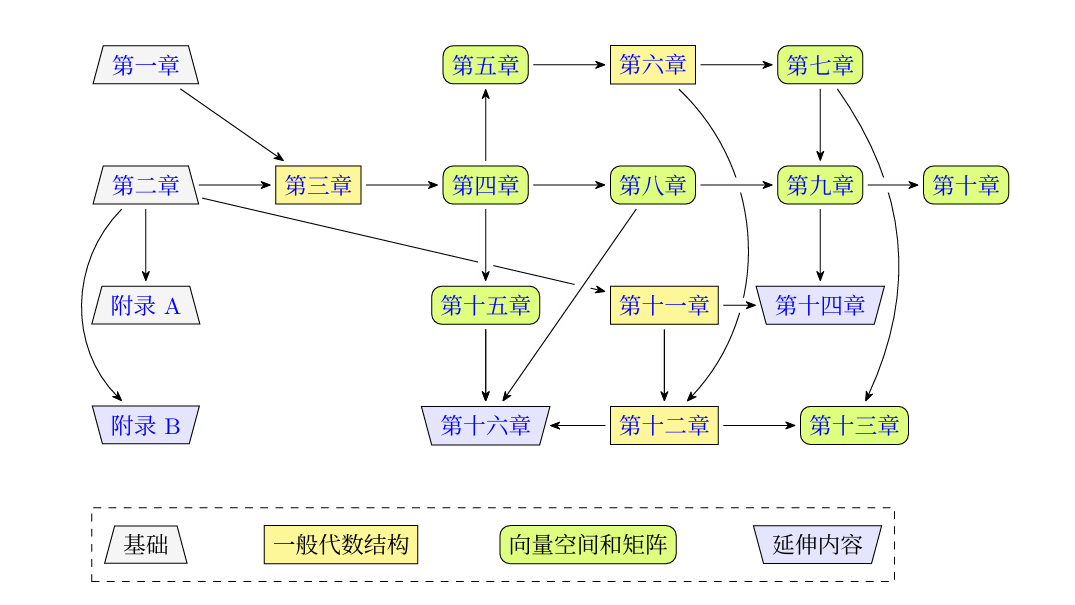 第一章
第五章
第六章
第七章
第二章
第三章
第四章
第八章
第九章
第十章
附录 A
第十五章
第十一章
第十四章
附录 B
第十六章
第十二章
第十三章
基础
一般代数结构
向量空间和矩阵
延伸内容